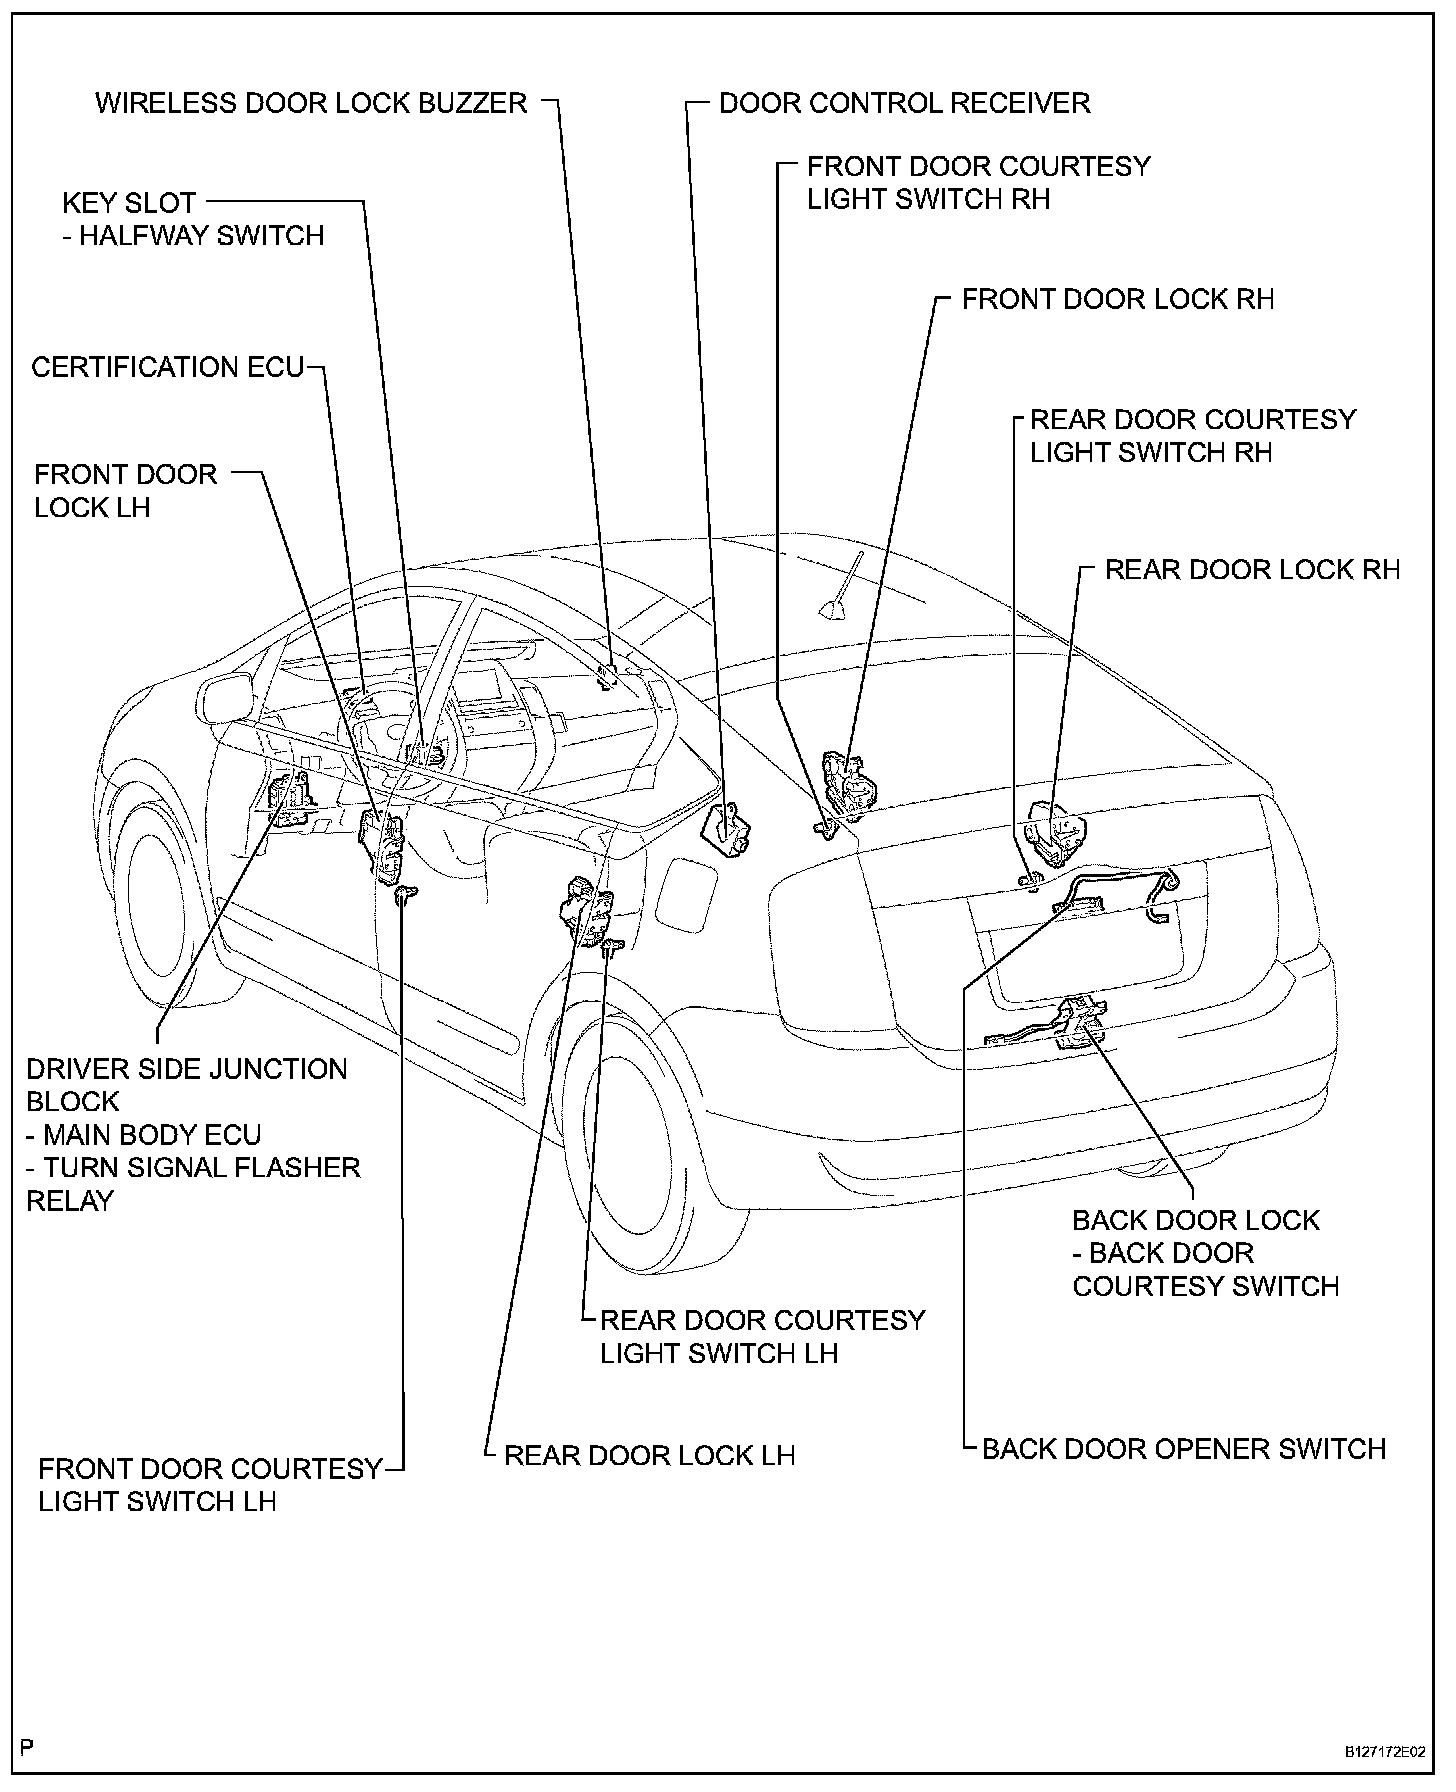 WIRELESS DOOR LOCK BUZZER
DOOR CONTROL RECEIVER
FRONT DOOR COURTESY
LIGHT SWITCH RH
KEY SLOT
- HALFWAY SWITCH
FRONT DOOR LOCK RH
CERTIFICATION ECU
REAR DOOR COURTESY
LIGHT SWITCH RH
FRONT DOOR
LOCK LH
REAR DOOR LOCK RH
DRIVER SIDE JUNCTION
BLOCK
- MAIN BODY ECU
- TURN SIGNAL FLASHER
RELAY
BACK DOOR LOCK
- BACK DOOR
COURTESY SWITCH
REAR DOOR COURTESY
LIGHT SWITCH LH
REAR DOOR LOCK LH
BACK DOOR OPENER SWITCH
FRONT DOOR COURTESY
LIGHT SWITCH LH
P
B127172E02